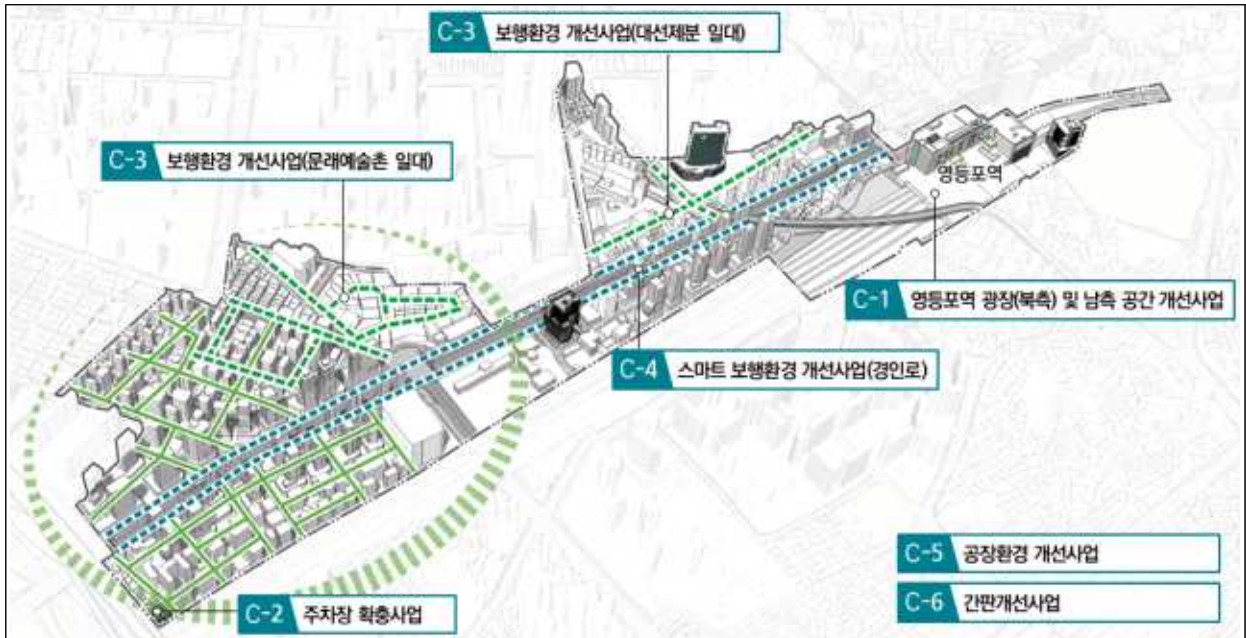 C-3 보행환경 개선사업(대선제분 일대)
C-3 보행환경 개선사업(문래예술촌 일대)
영등포역
C-1 영등포역 광장(북측) 및 남측 공간 개선사업
C-4 스마트 보행환경 개선사업(경인로)
C-5 공장환경 개선사업
C-6 간판개선사업
C-2 주차장 확충사업